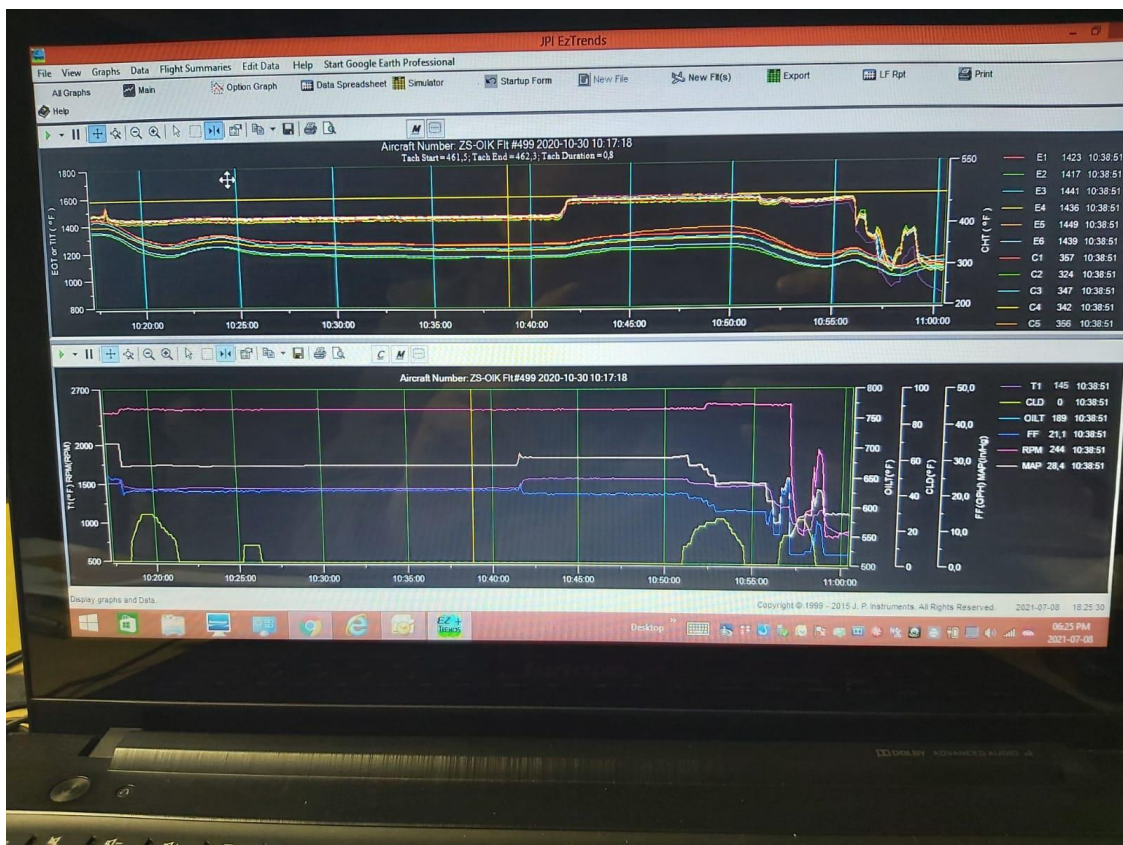 JPI EzTrends
File View Graphs Data Flight Summaries Edit Data Help Start Google Earth Professional
All Graphs Main Option Graph Data Spreadsheet Simulator Startup Form New File New Flt(s) Export LF Rpt Print
Help
M
Aircraft Number: ZS-OIK Flt #499 2020-10-30 10:17:18
Tach Start=461,5; Tach End=462,3; Tach Duration=0,8
EGT or TIT (°F)
1800
1600
1400
1200
1000
800
10:20:00 10:25:00 10:30:00 10:35:00 10:40:00 10:45:00 10:50:00 10:55:00 11:00:00
550
400
300
200
CHT (°F)
E1 1423 10:38:51
E2 1417 10:38:51
E3 1441 10:38:51
E4 1436 10:38:51
E5 1449 10:38:51
E6 1439 10:38:51
C1 357 10:38:51
C2 324 10:38:51
C3 347 10:38:51
C4 342 10:38:51
C5 366 10:38:51
C M
Aircraft Number: ZS-OIK Flt #499 2020-10-30 10:17:18
T1(°F) RPM(RPM)
2700
2000
1500
1000
500
10:20:00 10:25:00 10:30:00 10:35:00 10:40:00 10:45:00 10:50:00 10:55:00 11:00:00
800
750
700
650
600
550
500
OILT(°F)
100
80
60
40
20
0
CLD(°F)
50,0
40,0
30,0
20,0
10,0
0,0
FF(GPH) MAP(inHg)
T1 145 10:38:51
CLD 0 10:38:51
OILT 189 10:38:51
FF 21,1 10:38:51
RPM 244 10:38:51
MAP 28,4 10:38:51
Display graphs and Data.
Copyright © 1999 - 2015 J. P. Instruments. All Rights Reserved. 2021-07-08 18:25:30
EZ + TRENDS
Desktop
06:25 PM
2021-07-08
DOLBY ADVANCED AUDIO